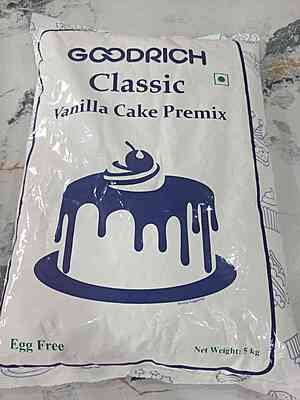 GOODRICH
Classic
Vanilla Cake Premix
Egg Free
Net Weight: 5 kg